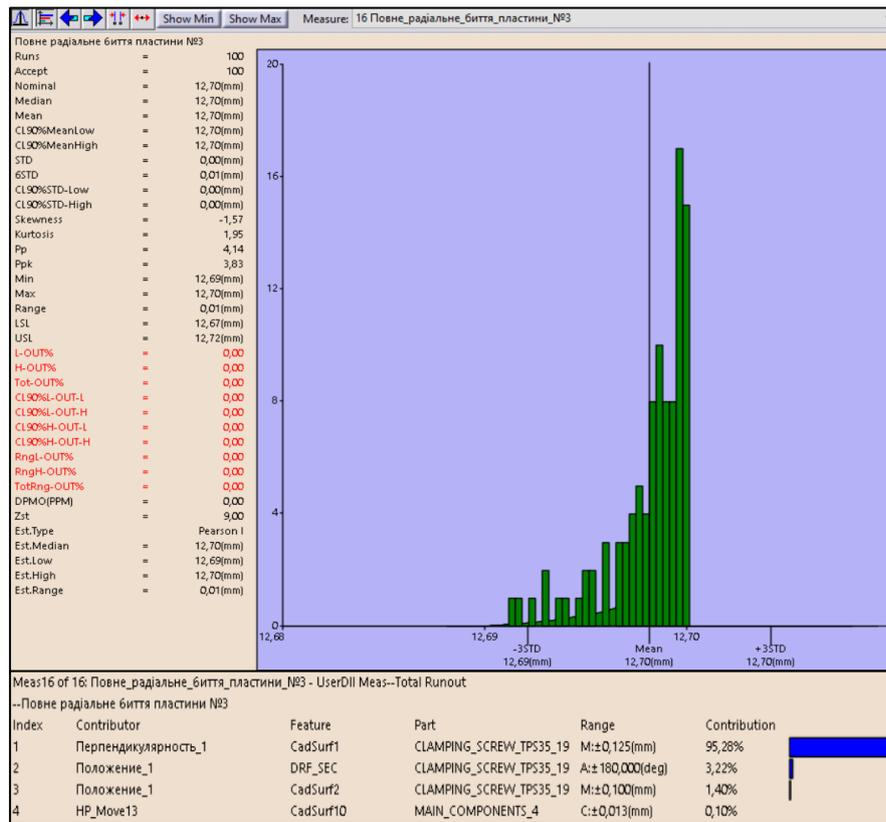 Show Min Show Max Measure: 16 Повне_радіальне_биття_пластини_№3
Повне радіальне биття пластини №3
Runs = 100
Accept = 100
Nominal = 12,70(mm)
Median = 12,70(mm)
Mean = 12,70(mm)
CL90%MeanLow = 12,70(mm)
CL90%MeanHigh = 12,70(mm)
STD = 0,00(mm)
6STD = 0,01(mm)
CL90%STD-Low = 0,00(mm)
CL90%STD-High = 0,00(mm)
Skewness = -1,57
Kurtosis = 1,95
Pp = 4,14
Ppk = 3,83
Min = 12,69(mm)
Max = 12,70(mm)
Range = 0,01(mm)
LSL = 12,67(mm)
USL = 12,72(mm)
L-OUT% = 0,00
H-OUT% = 0,00
Tot-OUT% = 0,00
CL90%L-OUT-L = 0,00
CL90%L-OUT-H = 0,00
CL90%H-OUT-L = 0,00
CL90%H-OUT-H = 0,00
RngL-OUT% = 0,00
RngH-OUT% = 0,00
TotRng-OUT% = 0,00
DPMO(PPM) = 0,00
Zst = 9,00
Est.Type Pearson I
Est.Median = 12,70(mm)
Est.Low = 12,69(mm)
Est.High = 12,70(mm)
Est.Range = 0,01(mm)
20
16
12
8
4
0
12,68 12,69 12,70
-3STD Mean +3STD
12,69(mm) 12,70(mm) 12,70(mm)
Meas16 of 16: Повне_радіальне_биття_пластини_№3 - UserDll Meas--Total Runout
--Повне радіальне биття пластини №3
Index Contributor Feature Part Range Contribution
1 Перпендикулярность_1 CadSurf1 CLAMPING_SCREW_TPS35_19 M:±0,125(mm) 95,28%
2 Положение_1 DRF_SEC CLAMPING_SCREW_TPS35_19 A:±180,000(deg) 3,22%
3 Положение_1 CadSurf2 CLAMPING_SCREW_TPS35_19 M:±0,100(mm) 1,40%
4 HP_Move13 CadSurf10 MAIN_COMPONENTS_4 C:±0,013(mm) 0,10%